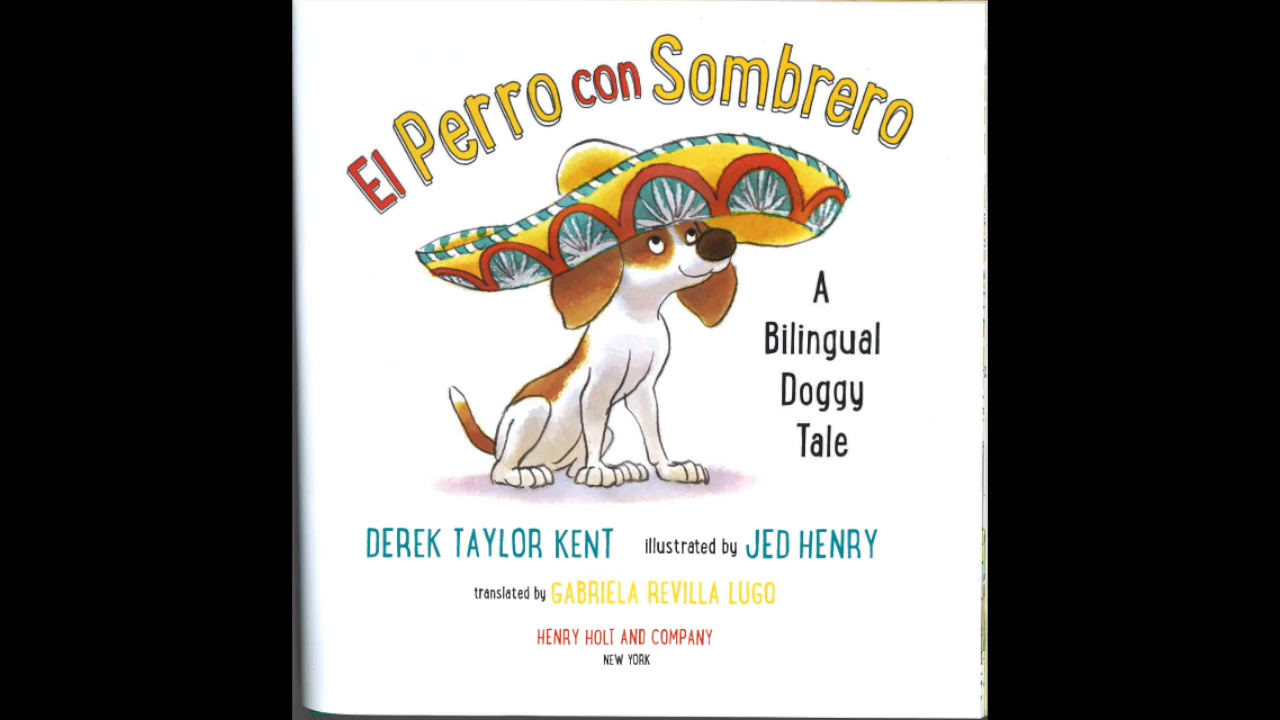 El Perro con Sombrero
A
Bilingual
Doggy
Tale
DEREK TAYLOR KENT illustrated by JED HENRY
translated by GABRIELA REVILLA LUGO
HENRY HOLT AND COMPANY
NEW YORK